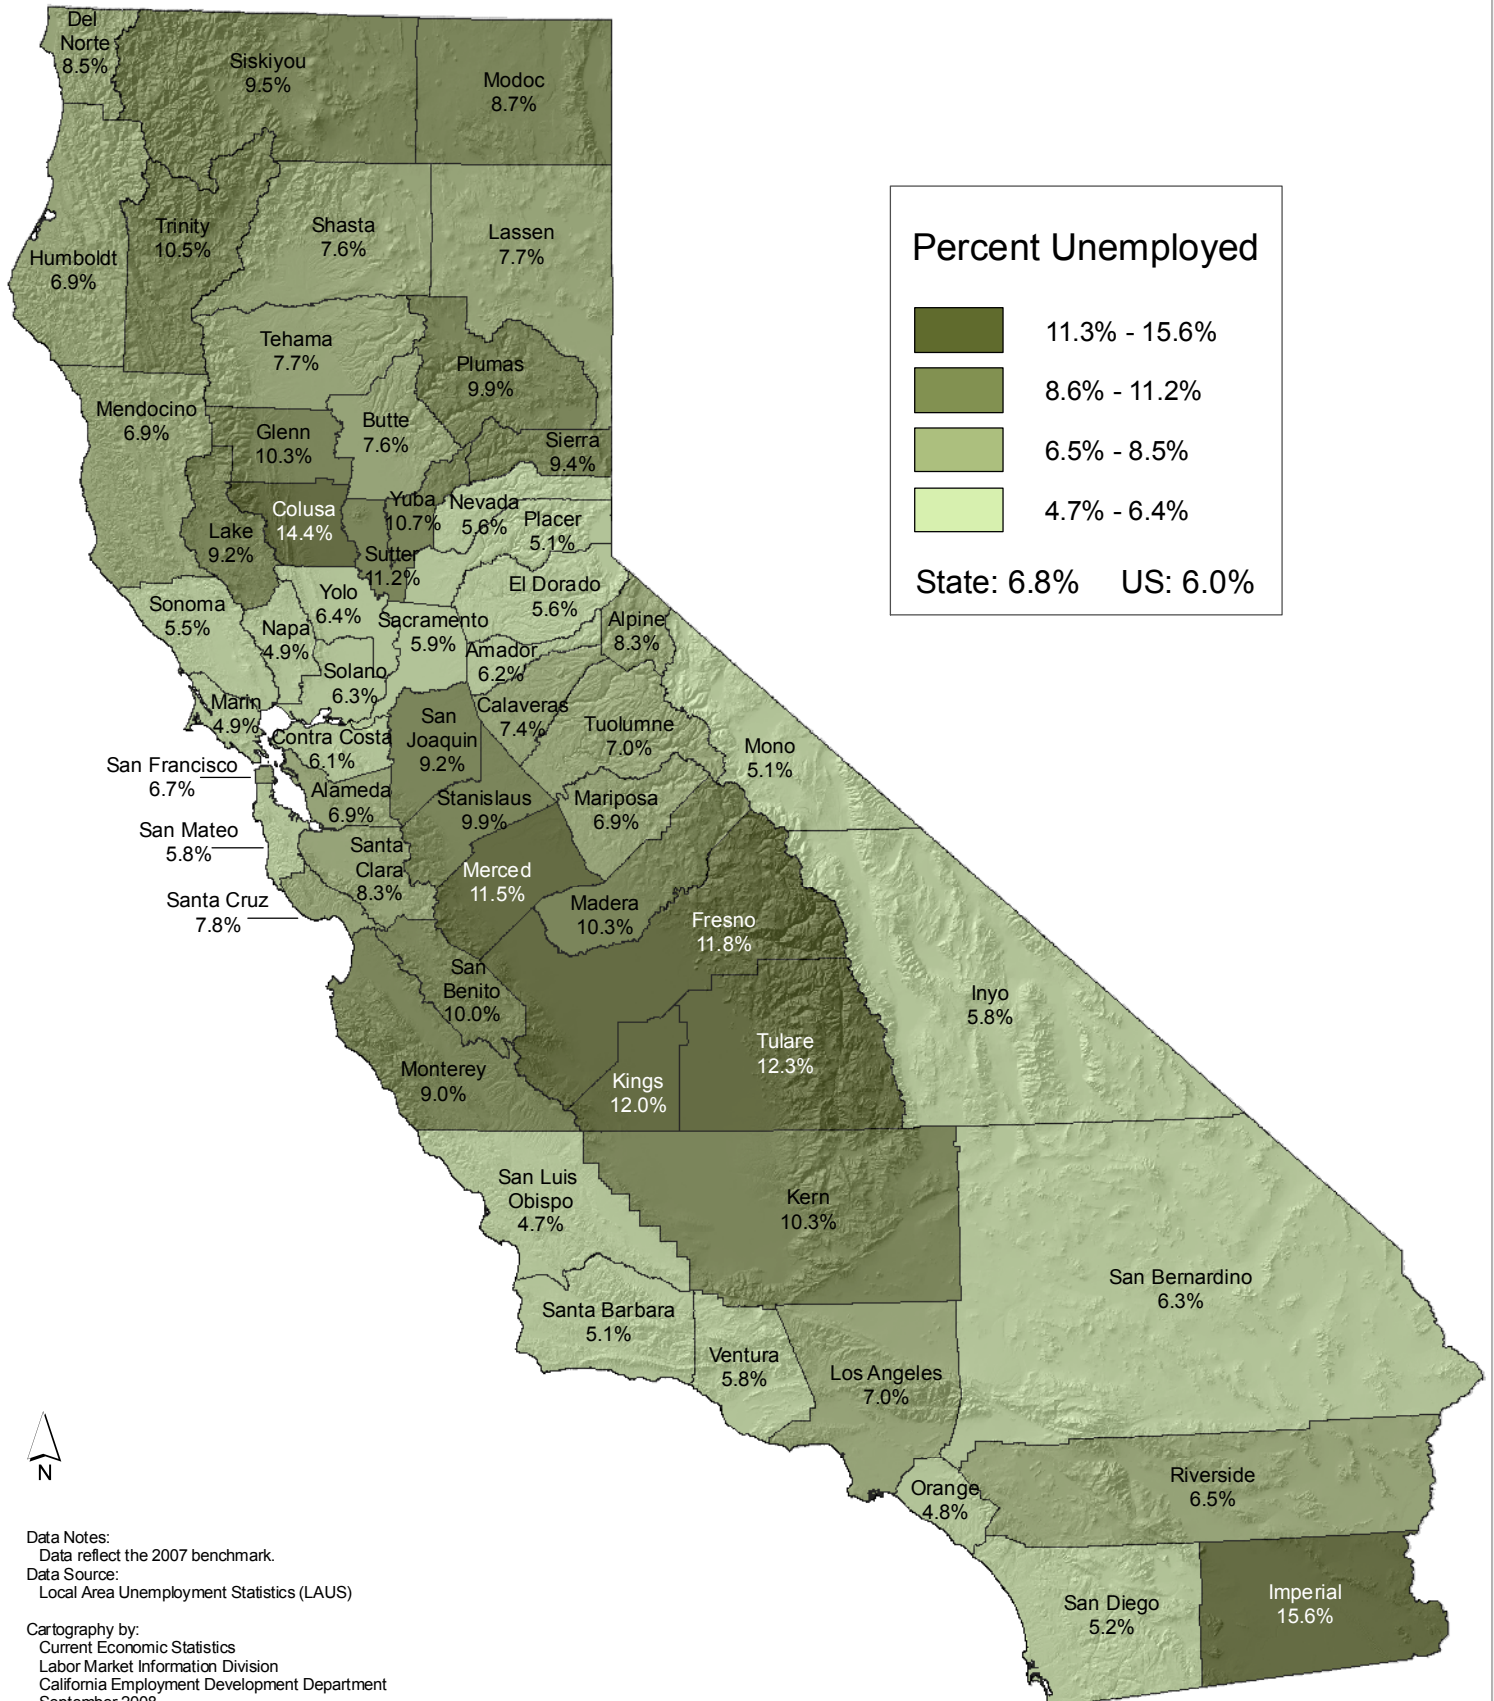 Del
Norte
8.5%
Siskiyou
9.5%
Modoc
8.7%
Humboldt
6.9%
Trinity
10.5%
Shasta
7.6%
Lassen
7.7%
Percent Unemployed
11.3% - 15.6%
8.6% - 11.2%
6.5% - 8.5%
4.7% - 6.4%
State: 6.8% US: 6.0%
Tehama
7.7%
Plumas
9.9%
Mendocino
6.9%
Glenn
10.3%
Butte
7.6%
Sierra
9.4%
Lake
9.2%
Colusa
14.4%
Yuba
10.7%
Nevada
5.6%
Placer
5.1%
Sutter
11.2%
El Dorado
5.6%
Sonoma
5.5%
Napa
4.9%
Yolo
6.4%
Sacramento
5.9%
Alpine
8.3%
Amador
6.2%
Solano
6.3%
Marin
4.9%
Contra Costa
6.1%
San
Joaquin
9.2%
Calaveras
7.4%
Tuolumne
7.0%
Mono
5.1%
San Francisco
6.7%
Alameda
6.9%
Stanislaus
9.9%
Mariposa
6.9%
San Mateo
5.8%
Santa
Clara
8.3%
Merced
11.5%
Santa Cruz
7.8%
Madera
10.3%
Fresno
11.8%
San
Benito
10.0%
Inyo
5.8%
Monterey
9.0%
Kings
12.0%
Tulare
12.3%
San Luis
Obispo
4.7%
Kern
10.3%
San Bernardino
6.3%
Santa Barbara
5.1%
Ventura
5.8%
Los Angeles
7.0%
Orange
4.8%
Riverside
6.5%
San Diego
5.2%
Imperial
15.6%
N
Data Notes:
Data reflect the 2007 benchmark.
Data Source:
Local Area Unemployment Statistics (LAUS)
Cartography by:
Current Economic Statistics
Labor Market Information Division
California Employment Development Department
September 2008